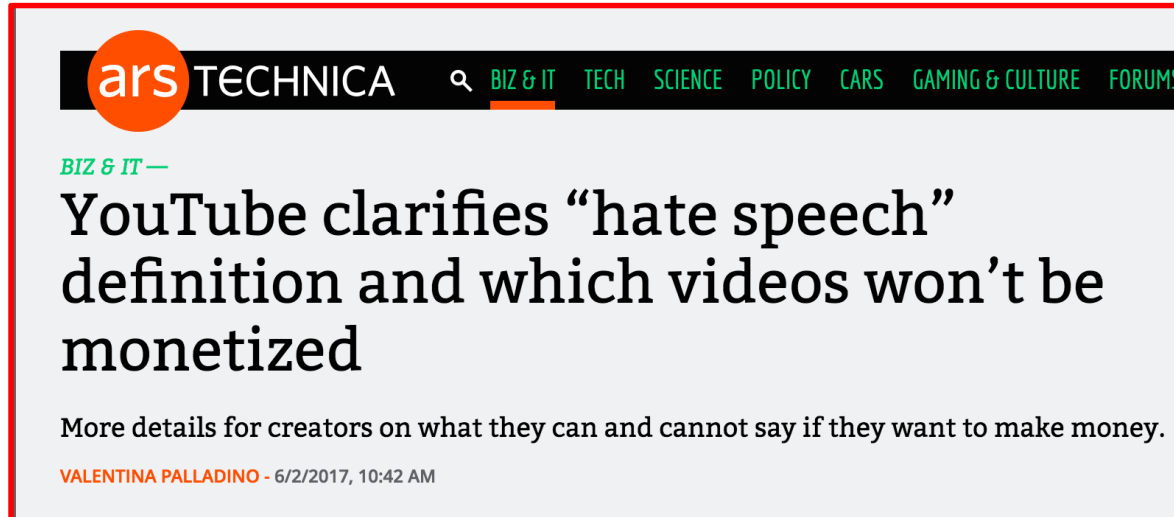 ars TECHNICA BIZ & IT TECH SCIENCE POLICY CARS GAMING & CULTURE FORUMS
BIZ & IT —
YouTube clarifies “hate speech”
definition and which videos won’t be
monetized
More details for creators on what they can and cannot say if they want to make money.
VALENTINA PALLADINO - 6/2/2017, 10:42 AM